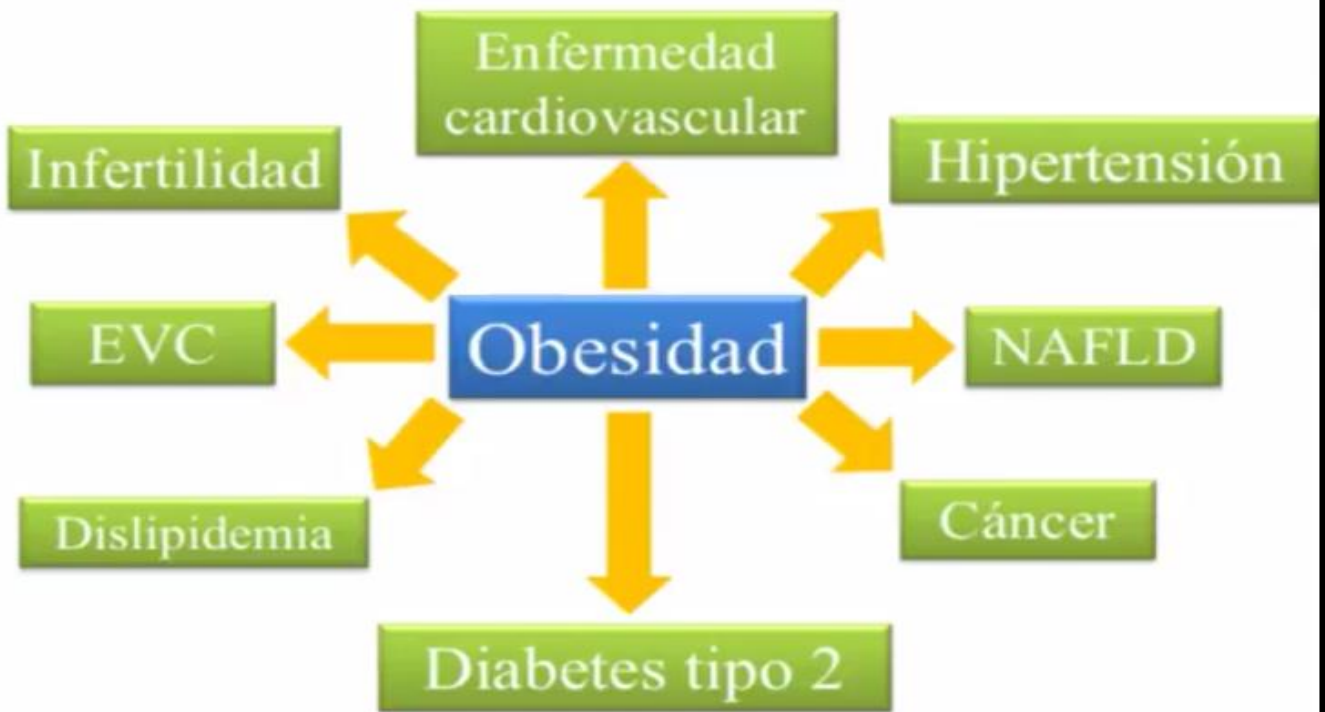 Enfermedad
cardiovascular
Infertilidad
Hipertensión
EVC
Obesidad
NAFLD
Dislipidemia
Cáncer
Diabetes tipo 2